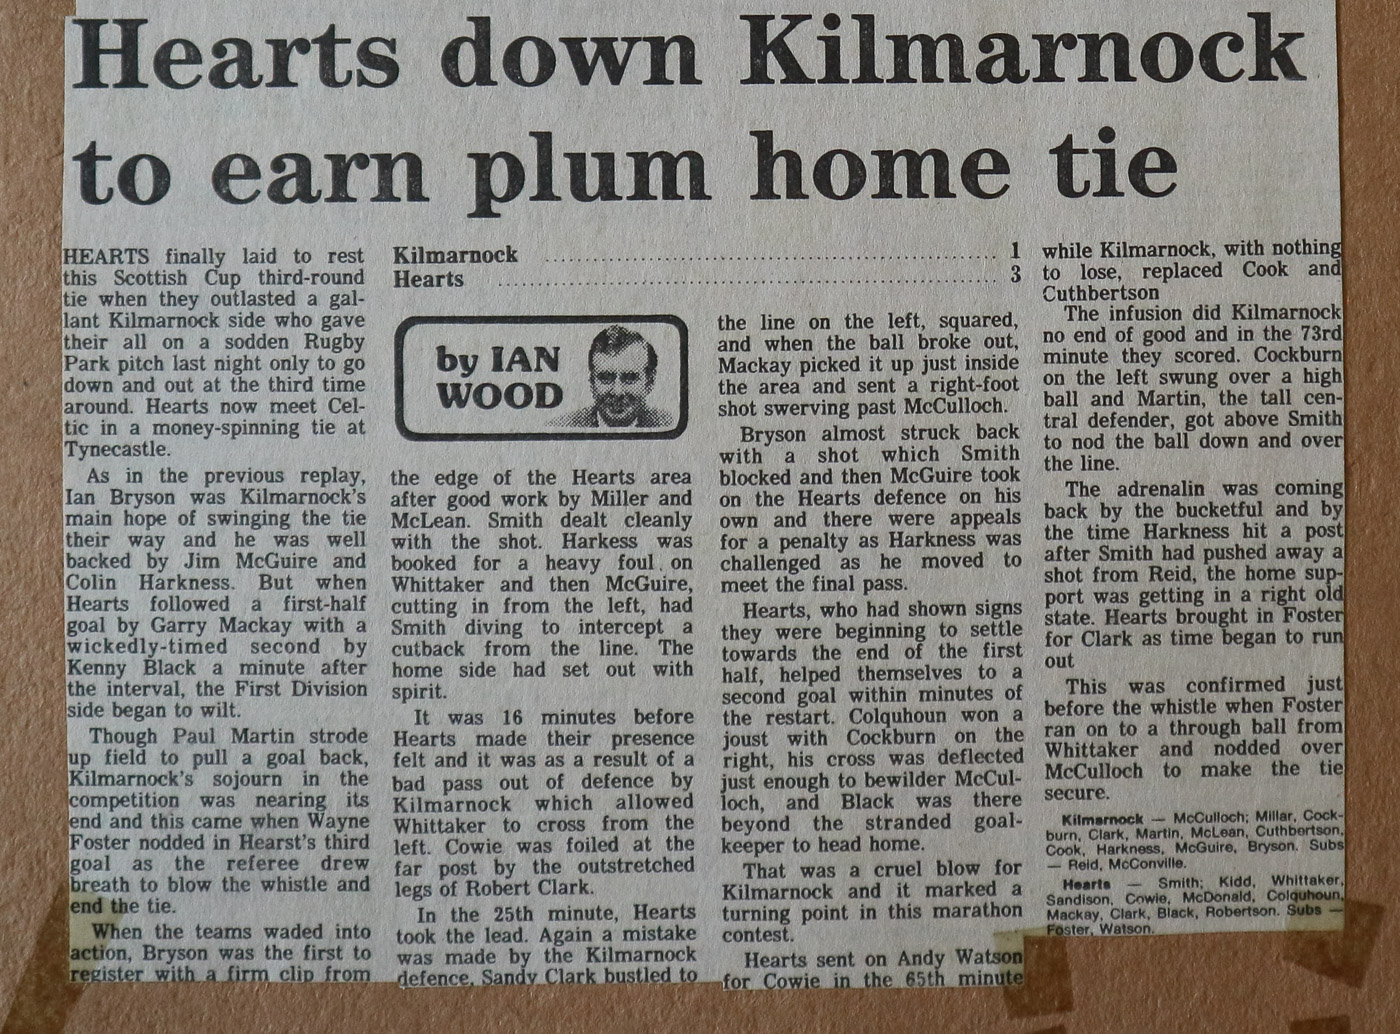 Hearts down Kilmarnock
to earn plum home tie
HEARTS finally laid to rest
this Scottish Cup third-round
tie when they outlasted a gal-
lant Kilmarnock side who gave
their all on a sodden Rugby
Park pitch last night only to go
down and out at the third time
around. Hearts now meet Cel-
tic in a money-spinning tie at
Tynecastle.
As in the previous replay,
Ian Bryson was Kilmarnock's
main hope of swinging the tie
their way and he was well
backed by Jim McGuire and
Colin Harkness. But when
Hearts followed a first-half
goal by Garry Mackay with a
wickedly-timed second by
Kenny Black a minute after
the interval, the First Division
side began to wilt.
Though Paul Martin strode
up field to pull a goal back,
Kilmarnock's sojourn in the
competition was nearing its
end and this came when Wayne
Foster nodded in Hearst's third
goal as the referee drew
breath to blow the whistle and
end the tie.
When the teams waded into
action, Bryson was the first to
register with a firm clip from
Kilmarnock ........................ 1
Hearts ........................ 3
by IAN
WOOD
the edge of the Hearts area
after good work by Miller and
McLean. Smith dealt cleanly
with the shot. Harkess was
booked for a heavy foul on
Whittaker and then McGuire,
cutting in from the left, had
Smith diving to intercept a
cutback from the line. The
home side had set out with
spirit.
It was 16 minutes before
Hearts made their presence
felt and it was as a result of a
bad pass out of defence by
Kilmarnock which allowed
Whittaker to cross from the
left. Cowie was foiled at the
far post by the outstretched
legs of Robert Clark.
In the 25th minute, Hearts
took the lead. Again a mistake
was made by the Kilmarnock
defence, Sandy Clark bustled to
the line on the left, squared,
and when the ball broke out,
Mackay picked it up just inside
the area and sent a right-foot
shot swerving past McCulloch.
Bryson almost struck back
with a shot which Smith
blocked and then McGuire took
on the Hearts defence on his
own and there were appeals
for a penalty as Harkness was
challenged as he moved to
meet the final pass.
Hearts, who had shown signs
they were beginning to settle
towards the end of the first
half, helped themselves to a
second goal within minutes of
the restart. Colquhoun won a
joust with Cockburn on the
right, his cross was deflected
just enough to bewilder McCul-
loch, and Black was there
beyond the stranded goal-
keeper to head home.
That was a cruel blow for
Kilmarnock and it marked a
turning point in this marathon
contest.
Hearts sent on Andy Watson
for Cowie in the 65th minute
while Kilmarnock, with nothing
to lose, replaced Cook and
Cuthbertson
The infusion did Kilmarnock
no end of good and in the 73rd
minute they scored. Cockburn
on the left swung over a high
ball and Martin, the tall cen-
tral defender, got above Smith
to nod the ball down and over
the line.
The adrenalin was coming
back by the bucketful and by
the time Harkness hit a post
after Smith had pushed away a
shot from Reid, the home sup-
port was getting in a right old
state. Hearts brought in Foster
for Clark as time began to run
out
This was confirmed just
before the whistle when Foster
ran on to a through ball from
Whittaker and nodded over
McCulloch to make the tie
secure.
Kilmarnock — McCulloch; Millar, Cock-
burn, Clark, Martin, McLean, Cuthbertson,
Cook, Harkness, McGuire, Bryson. Subs
— Reid, McConville.
Hearts — Smith; Kidd, Whittaker,
Sandison, Cowie, McDonald, Colquhoun,
Mackay, Clark, Black, Robertson. Subs —
Foster, Watson.